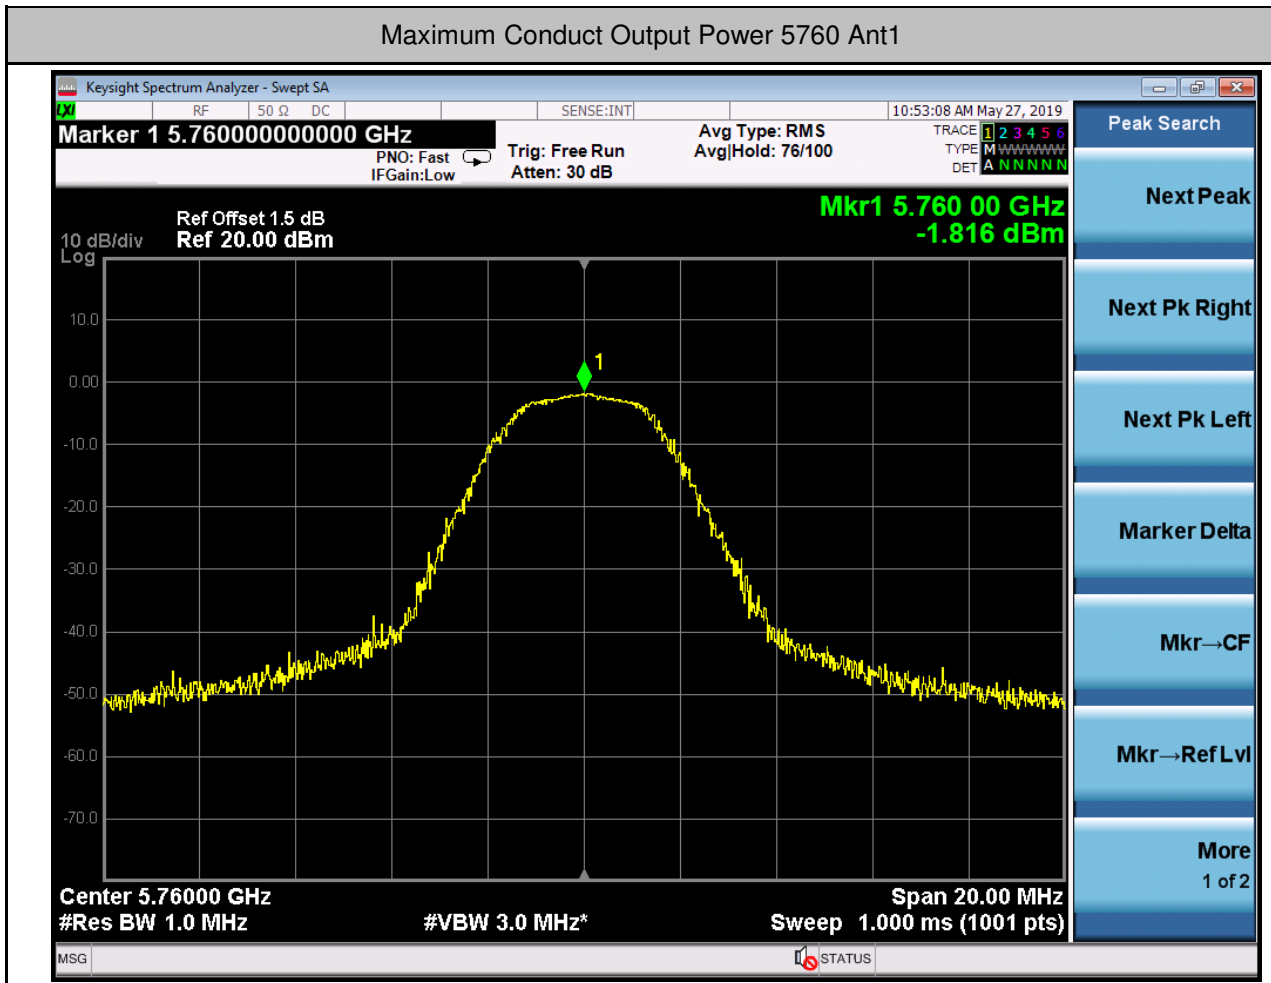 Maximum Conduct Output Power 5760 Ant1
Keysight Spectrum Analyzer - Swept SA
LXI RF 50 Ω DC SENSE:INT 10:53:08 AM May 27, 2019
Marker 1 5.760000000000 GHz
PNO: Fast
IFGain:Low
Trig: Free Run
Atten: 30 dB
Avg Type: RMS
Avg|Hold: 76/100
TRACE 1 2 3 4 5 6
TYPE M WWWWW
DET A N N N N N
Mkr1 5.760 00 GHz
-1.816 dBm
Ref Offset 1.5 dB
10 dB/div Ref 20.00 dBm
Log
10.0
0.00
-10.0
-20.0
-30.0
-40.0
-50.0
-60.0
-70.0
1
Center 5.76000 GHz Span 20.00 MHz
#Res BW 1.0 MHz #VBW 3.0 MHz* Sweep 1.000 ms (1001 pts)
MSG STATUS
Peak Search
Next Peak
Next Pk Right
Next Pk Left
Marker Delta
Mkr→CF
Mkr→Ref Lvl
More
1 of 2